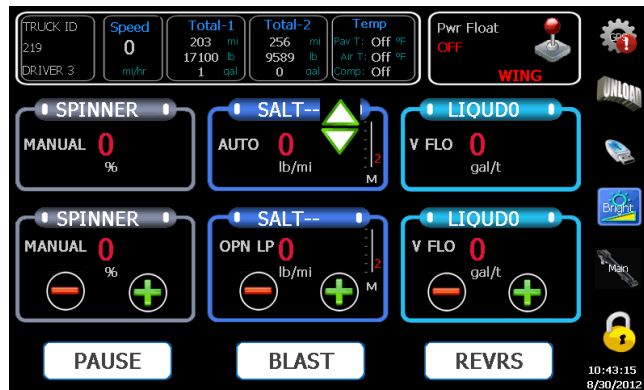 TRUCK ID
219
DRIVER 3
Speed
0
mi/hr
Total-1
203 mi
17100 lb
1 gal
Total-2
256 mi
9589 lb
0 gal
Temp
Pav T: Off °F
Air T: Off °F
Comp: Off
Pwr Float
OFF
WING
GPS
SPINNER
MANUAL 0
%
SALT--
AUTO 0
lb/mi
2
M
LIQUD0
V FLO 0
gal/t
UNLOAD
SPINNER
MANUAL 0
%
SALT--
OPN LP 0
lb/mi
2
M
LIQUD0
V FLO 0
gal/t
Bright
Main
PAUSE
BLAST
REVRS
10:43:15
8/30/2012